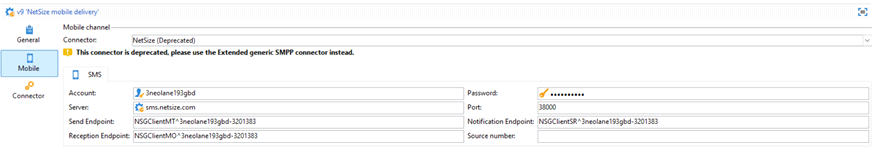 v9 'NetSize mobile delivery'
General
Mobile
Connector
Mobile channel
Connector: NetSize (Deprecated)
This connector is deprecated, please use the Extended generic SMPP connector instead.
SMS
Account: 3neolane193gbd Password: ••••••••••
Server: sms.netsize.com Port: 38000
Send Endpoint: NSGClientMT^3neolane193gbd-3201383 Notification Endpoint: NSGClientSR^3neolane193gbd-3201383
Reception Endpoint: NSGClientMO^3neolane193gbd-3201383 Source number: